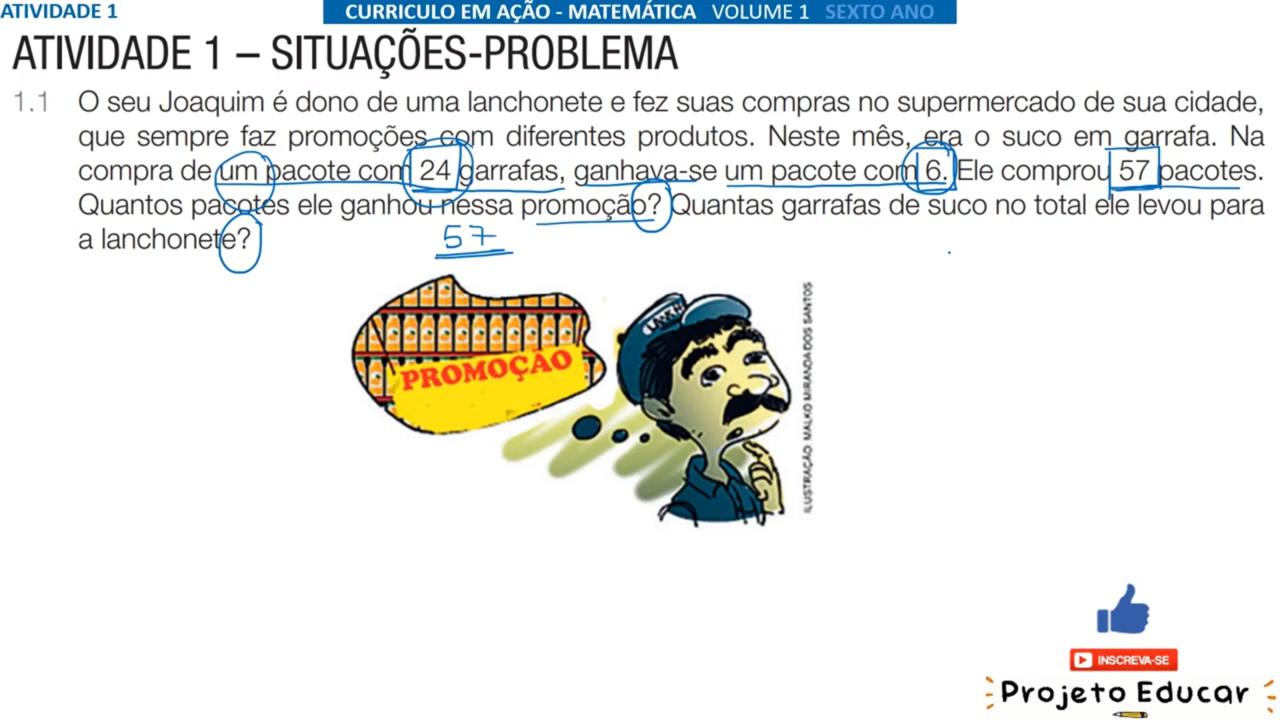 ATIVIDADE 1
CURRICULO EM AÇÃO - MATEMÁTICA VOLUME 1 SEXTO ANO
ATIVIDADE 1 – SITUAÇÕES-PROBLEMA
1.1 O seu Joaquim é dono de uma lanchonete e fez suas compras no supermercado de sua cidade,
que sempre faz promoções com diferentes produtos. Neste mês, era o suco em garrafa. Na
compra de um pacote com 24 garrafas, ganhava-se um pacote com 6. Ele comprou 57 pacotes.
Quantos pacotes ele ganhou nessa promoção? Quantas garrafas de suco no total ele levou para
a lanchonete?
57
PROMOÇÃO
ILUSTRAÇÃO MALKO MIRANDA DOS SANTOS
INSCREVA-SE
Projeto Educar